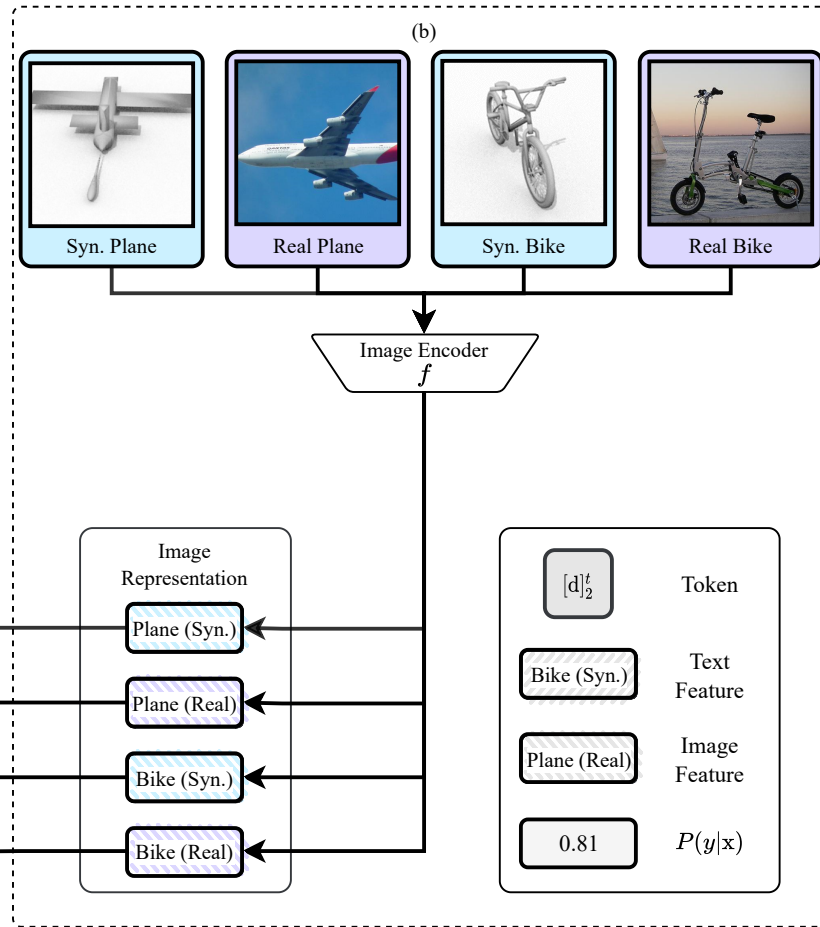 (b)
Syn. Plane
Real Plane
Syn. Bike
Real Bike
Image Encoder
f
Image
Representation
Plane (Syn.)
Plane (Real)
Bike (Syn.)
Bike (Real)
[d]₂ᵗ
Token
Bike (Syn.)
Text
Feature
Plane (Real)
Image
Feature
0.81
P(y|x)